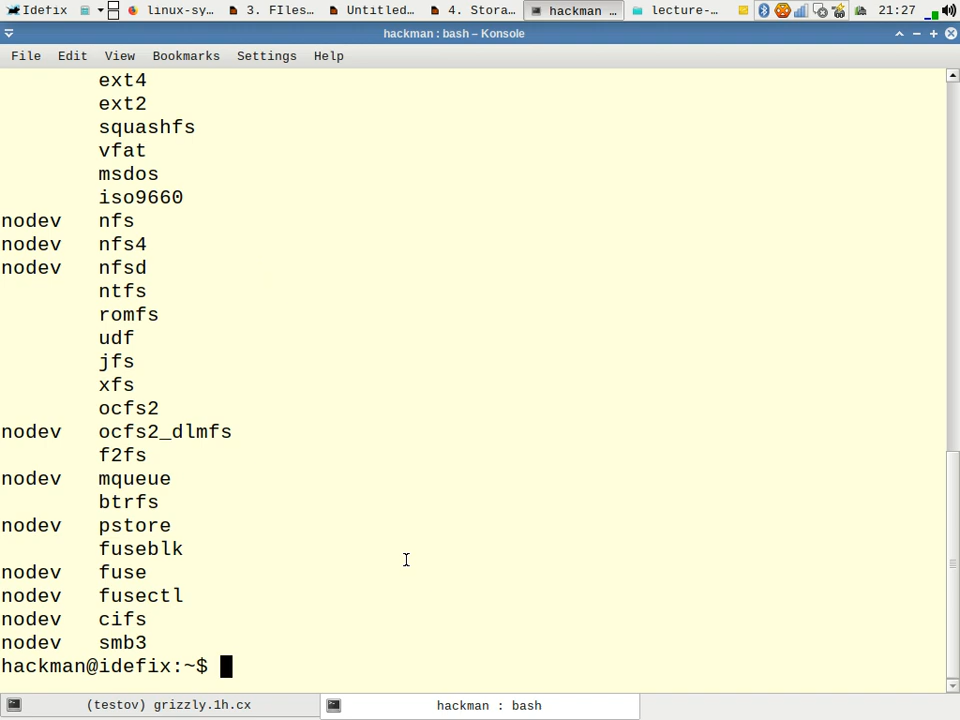 Idefix linux-sy... 3. FIles... Untitled... 4. Stora... hackman ... lecture-... 21:27
hackman : bash – Konsole
File Edit View Bookmarks Settings Help
ext4
ext2
squashfs
vfat
msdos
iso9660
nodev nfs
nodev nfs4
nodev nfsd
ntfs
romfs
udf
jfs
xfs
ocfs2
nodev ocfs2_dlmfs
f2fs
nodev mqueue
btrfs
nodev pstore
fuseblk
nodev fuse
nodev fusectl
nodev cifs
nodev smb3
hackman@idefix:~$
(testov) grizzly.1h.cx hackman : bash